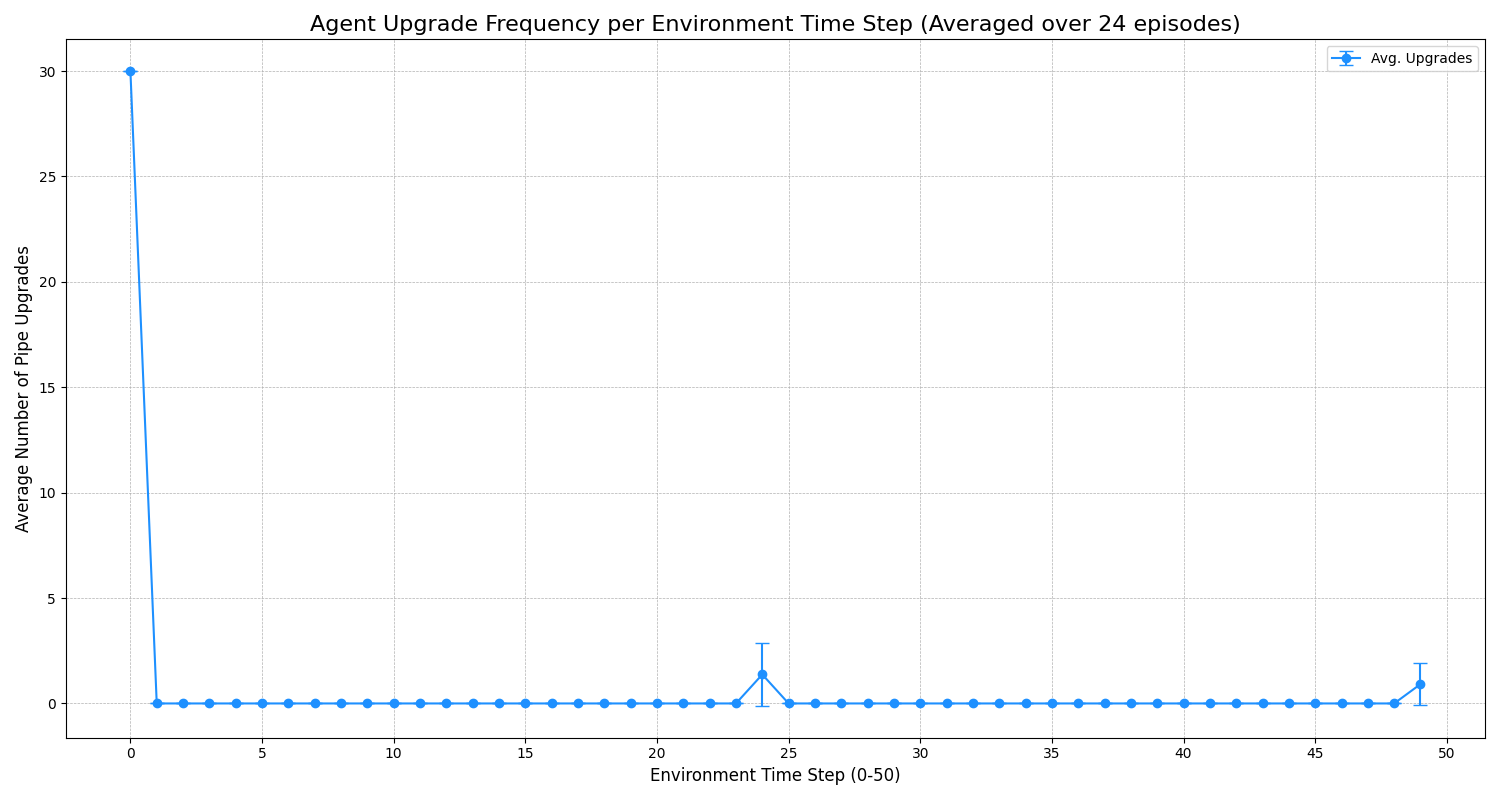 Agent Upgrade Frequency per Environment Time Step (Averaged over 24 episodes)
Avg. Upgrades
Average Number of Pipe Upgrades
30
25
20
15
10
5
0
0 5 10 15 20 25 30 35 40 45 50
Environment Time Step (0-50)